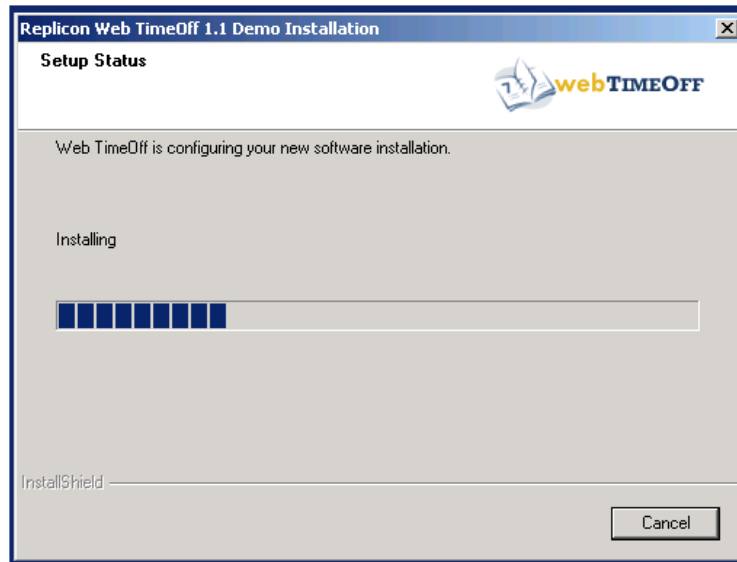 Replicon Web TimeOff 1.1 Demo Installation
Setup Status
webTIMEOFF
Web TimeOff is configuring your new software installation.
Installing
InstallShield
Cancel